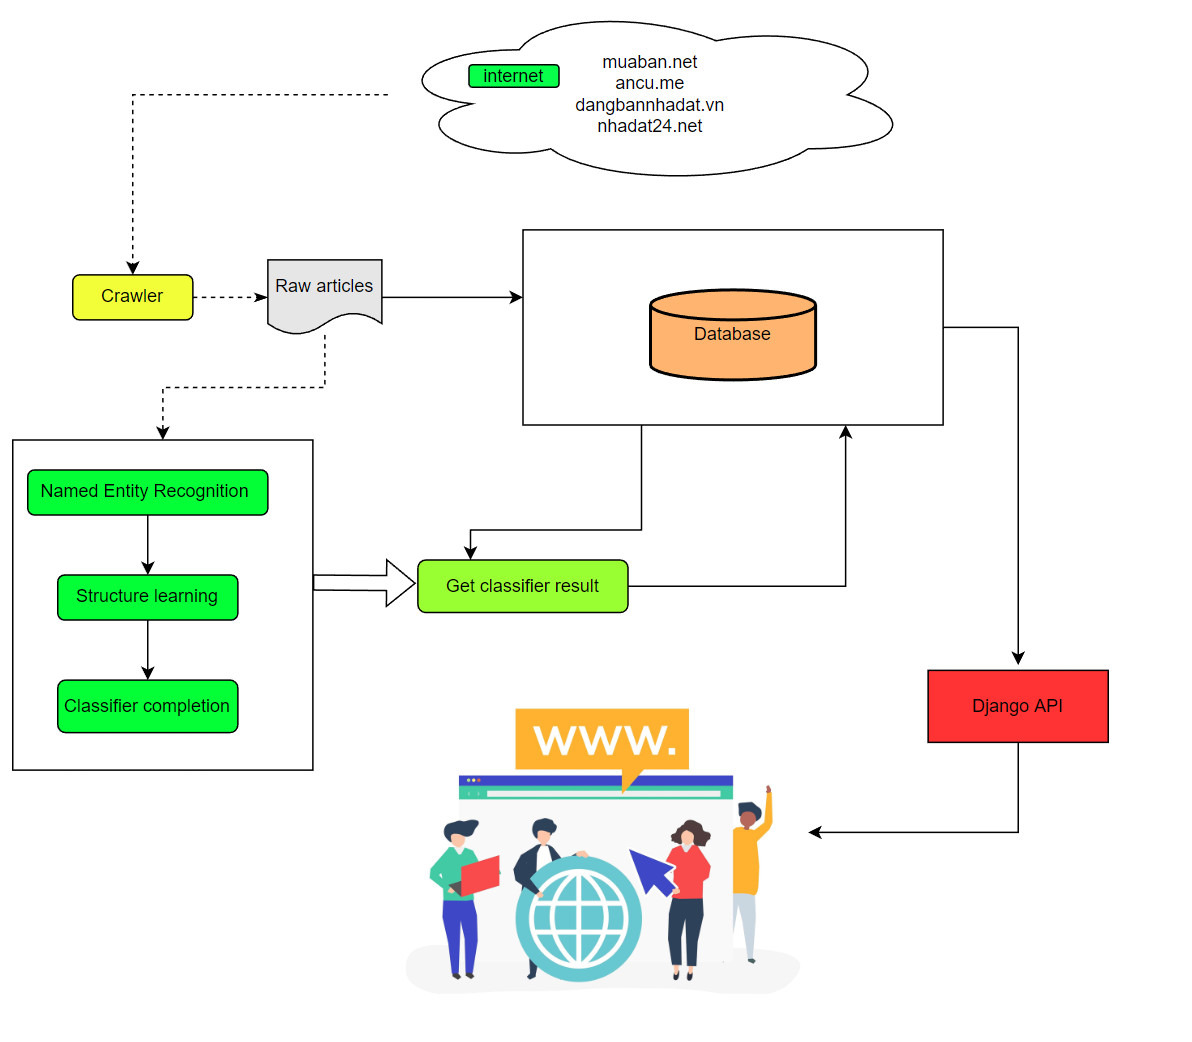 internet
muaban.net
ancu.me
dangbannhadat.vn
nhadat24.net
Crawler
Raw articles
Database
Named Entity Recognition
Structure learning
Classifier completion
Get classifier result
Django API
www.